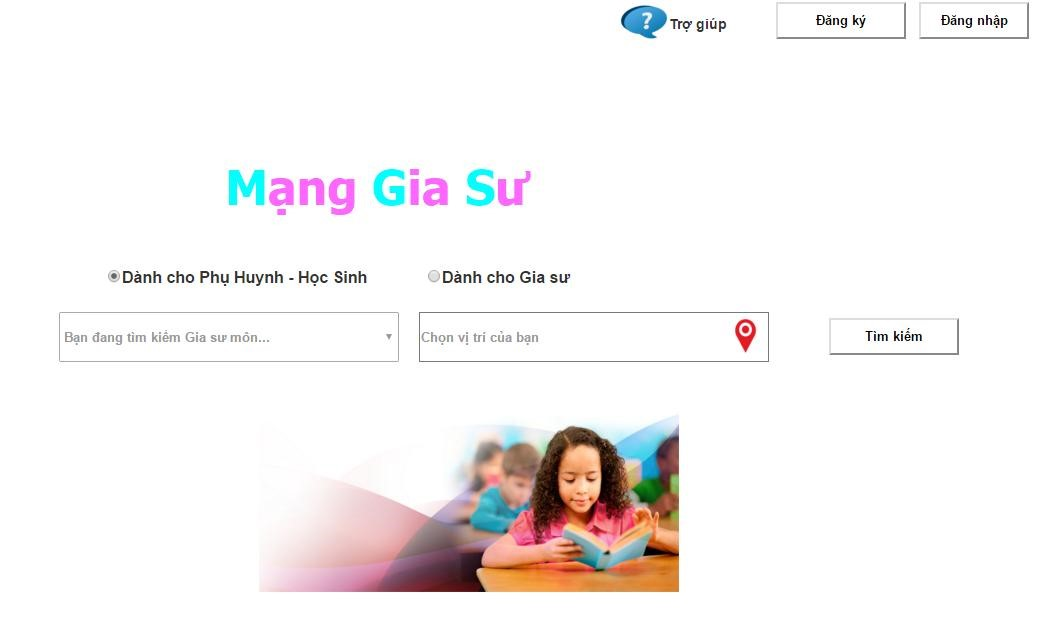 Trợ giúp
Đăng ký
Đăng nhập
Mạng Gia Sư
Dành cho Phụ Huynh - Học Sinh
Dành cho Gia sư
Bạn đang tìm kiếm Gia sư môn...
Chọn vị trí của bạn
Tìm kiếm